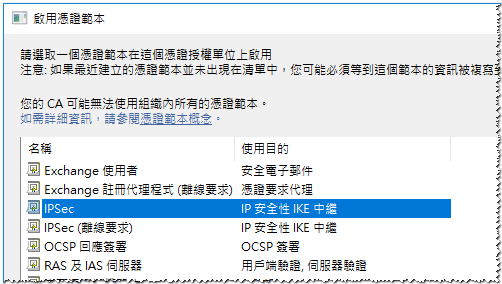 啟用憑證範本
請選取一個憑證範本在這個憑證授權單位上啟用
注意: 如果最近建立的憑證範本並未出現在清單中，您可能必須等到這個範本的資訊被複寫到
您的 CA 可能無法使用組織內所有的憑證範本。
如需詳細資訊，請參閱憑證範本概念。
名稱 使用目的
Exchange 使用者 安全電子郵件
Exchange 註冊代理程式 (離線要求) 憑證要求代理
IPSec IP 安全性 IKE 中繼
IPSec (離線要求) IP 安全性 IKE 中繼
OCSP 回應簽署 OCSP 簽署
RAS 及 IAS 伺服器 用戶端驗證, 伺服器驗證